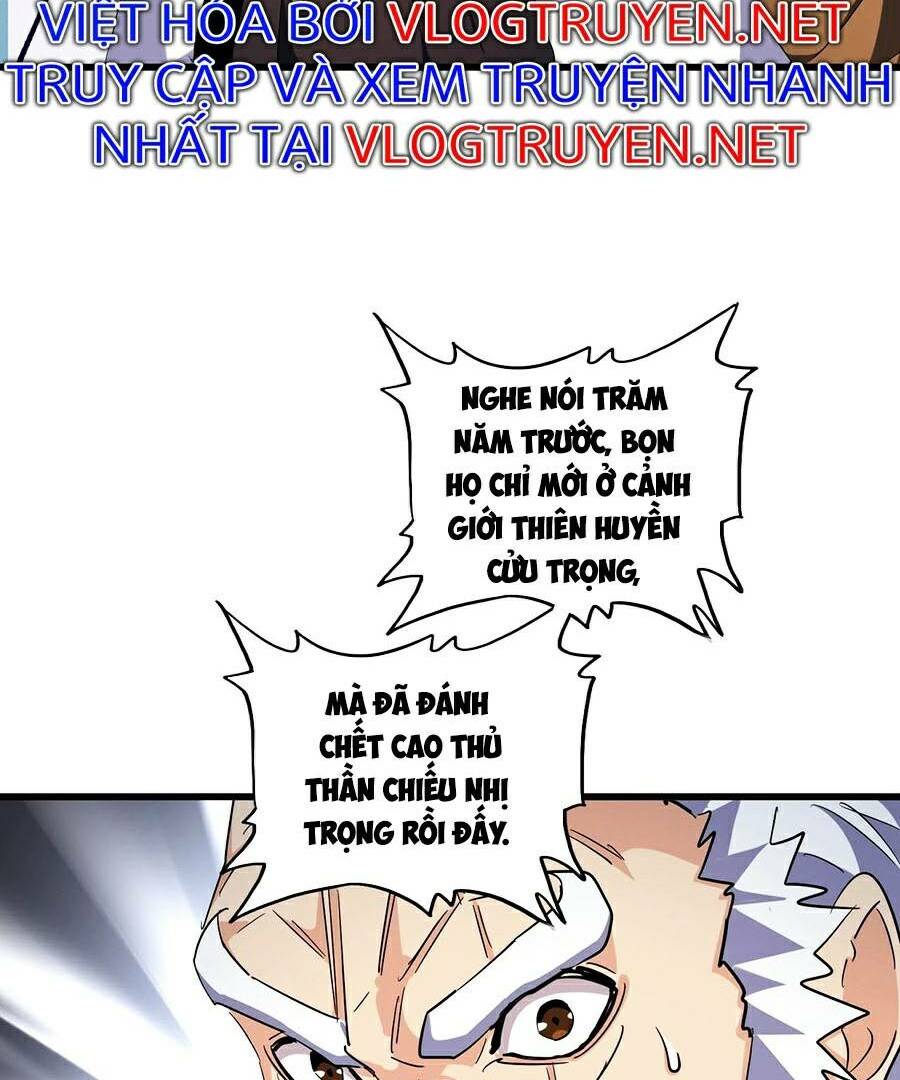 VIỆT HÓA BỞI VLOGTRUYEN.NET
TRUY CẬP VÀ XEM TRUYỆN NHANH
NHẤT TẠI VLOGTRUYEN.NET
NGHE NÓI TRĂM
NĂM TRƯỚC, BỌN
HỌ CHỈ MỚI Ở CẢNH
GIỚI THIÊN HUYỀN
CỬU TRỌNG,
MÀ ĐÃ ĐÁNH
CHẾT CAO THỦ
THẦN CHIẾU NHỊ
TRỌNG RỒI ĐẤY.